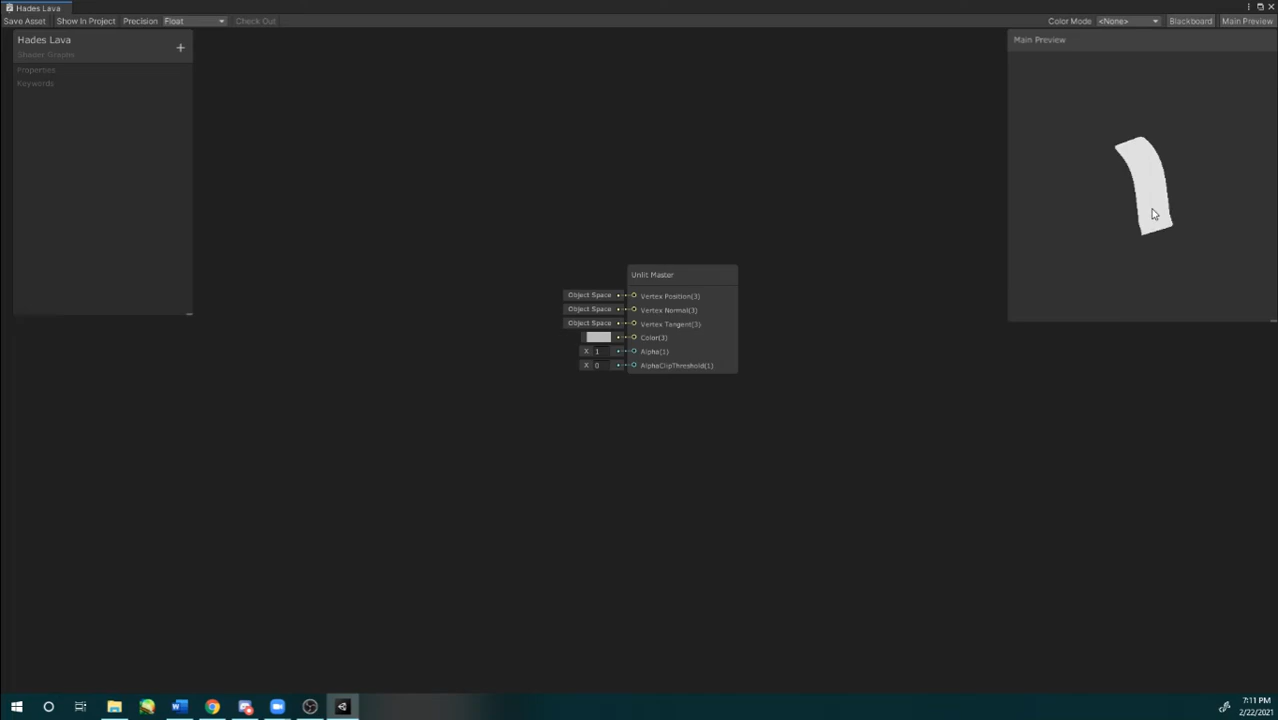 Hades Lava
Save Asset Show In Project Precision Float Check Out Color Mode <None> Blackboard Main Preview
Hades Lava
Shader Graphs
Properties
Keywords
Main Preview
Unlit Master
Object Space Vertex Position(3)
Object Space Vertex Normal(3)
Object Space Vertex Tangent(3)
Color(3)
X 1 Alpha(1)
X 0 AlphaClipThreshold(1)
7:11 PM
2/22/2021